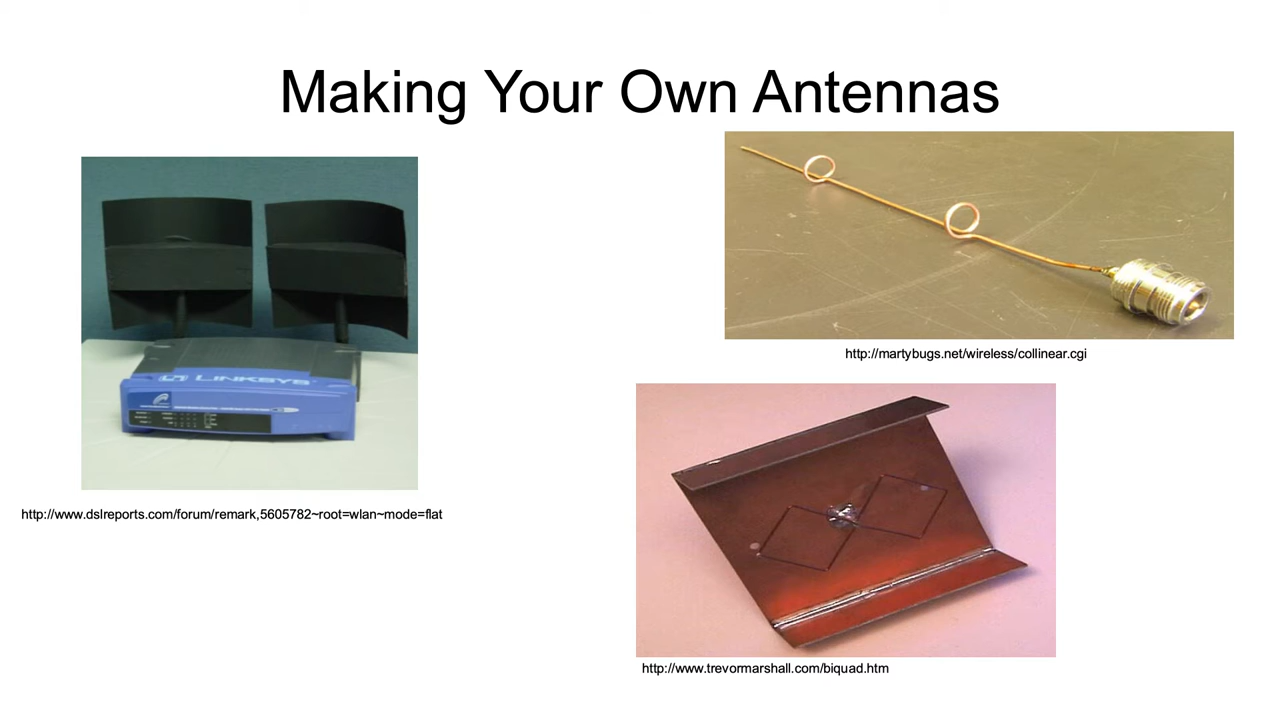 Making Your Own Antennas
LINKSYS
http://martybugs.net/wireless/collinear.cgi
http://www.dslreports.com/forum/remark,5605782~root=wlan~mode=flat
http://www.trevormarshall.com/biquad.htm